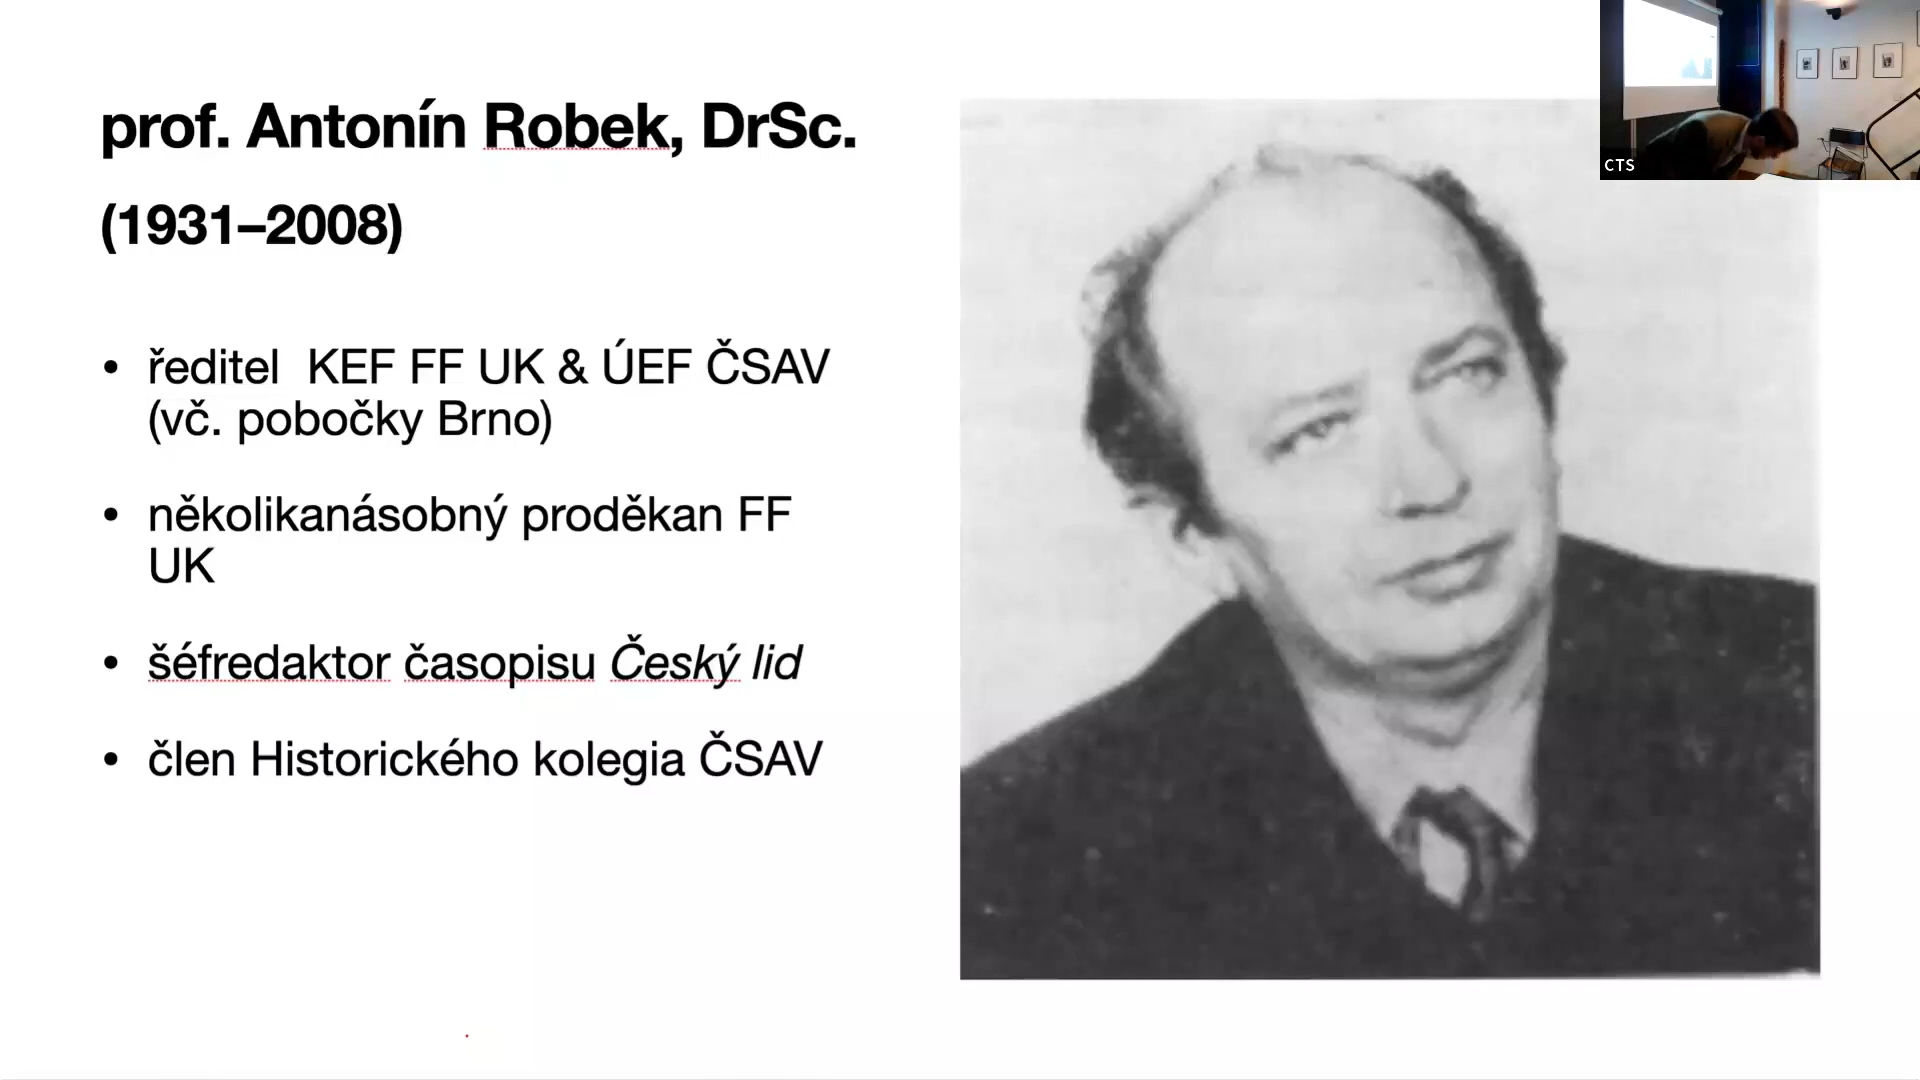 prof. Antonín Robek, DrSc.
(1931–2008)
• ředitel  KEF FF UK & ÚEF ČSAV
(vč. pobočky Brno)
• několikanásobný proděkan FF
UK
• šéfredaktor časopisu Český lid
• člen Historického kolegia ČSAV
CTS